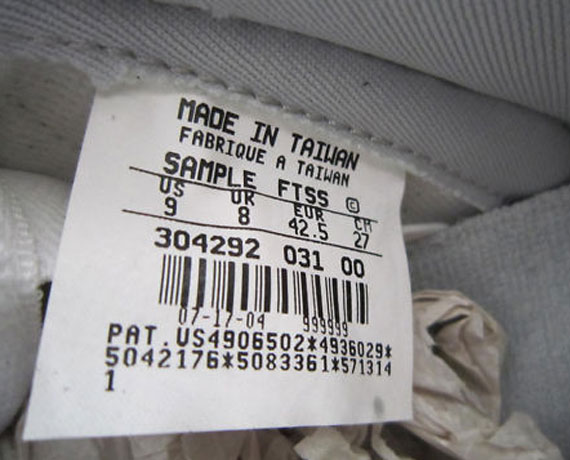 MADE IN TAIWAN
FABRIQUE A TAIWAN
SAMPLE FTSS ©
US UK EUR CM
9 8 42.5 27
304292 031 00
07-17-04 999999
PAT.US4906502*4936029*
5042176*5083361*571314
1